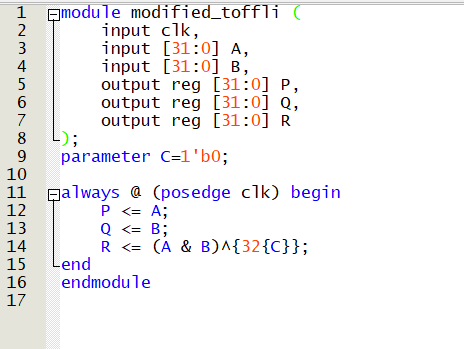 1 module modified_toffli (
2 input clk,
3 input [31:0] A,
4 input [31:0] B,
5 output reg [31:0] P,
6 output reg [31:0] Q,
7 output reg [31:0] R
8 );
9 parameter C=1'b0;
10
11 always @ (posedge clk) begin
12 P <= A;
13 Q <= B;
14 R <= (A & B)^{32{C}};
15 end
16 endmodule
17